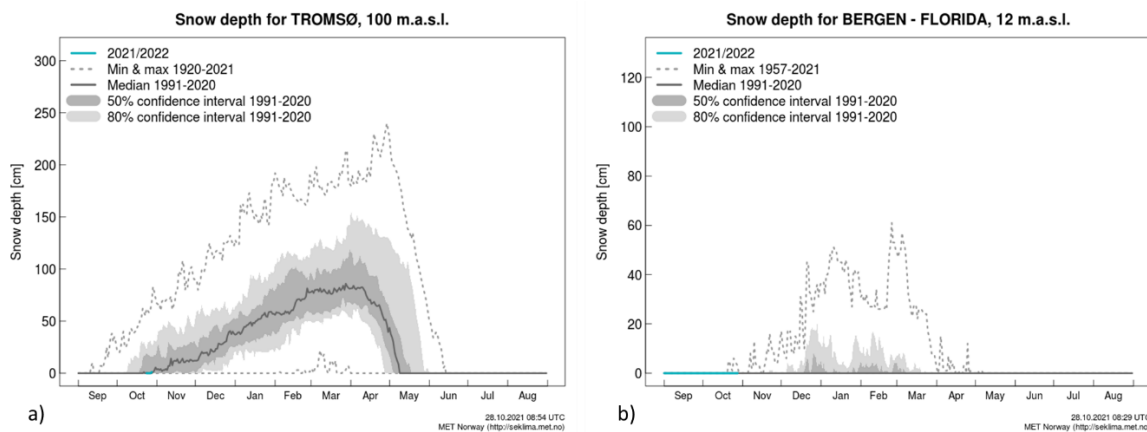 Snow depth for TROMSØ, 100 m.a.s.l.
300
250
200
150
100
50
0
Snow depth [cm]
2021/2022
Min & max 1920-2021
Median 1991-2020
50% confidence interval 1991-2020
80% confidence interval 1991-2020
Sep Oct Nov Dec Jan Feb Mar Apr May Jun Jul Aug
a)
28.10.2021 08:54 UTC
MET Norway (http://seklima.met.no)
Snow depth for BERGEN - FLORIDA, 12 m.a.s.l.
120
100
80
60
40
20
0
Snow depth [cm]
2021/2022
Min & max 1957-2021
Median 1991-2020
50% confidence interval 1991-2020
80% confidence interval 1991-2020
Sep Oct Nov Dec Jan Feb Mar Apr May Jun Jul Aug
b)
28.10.2021 08:29 UTC
MET Norway (http://seklima.met.no)